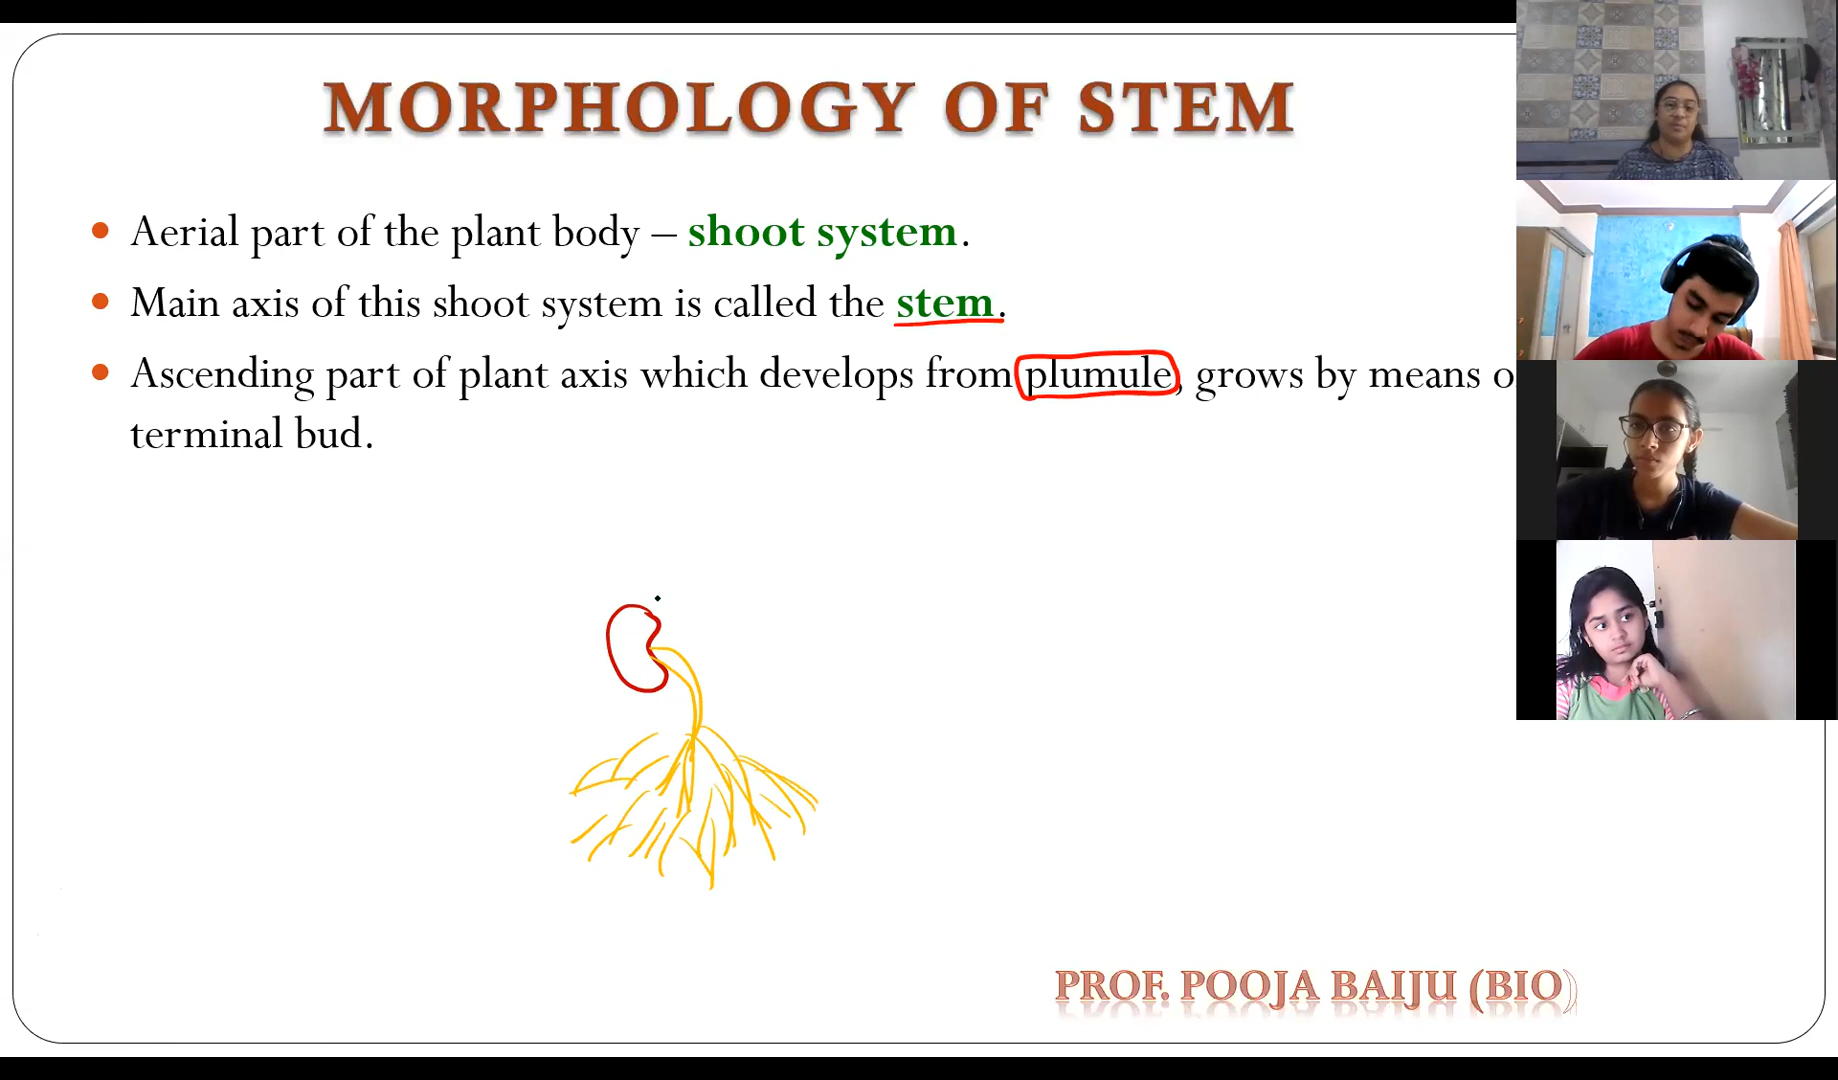 MORPHOLOGY OF STEM
• Aerial part of the plant body – shoot system.
• Main axis of this shoot system is called the stem.
• Ascending part of plant axis which develops from plumule, grows by means o
terminal bud.
PROF. POOJA BAIJU (BIO)